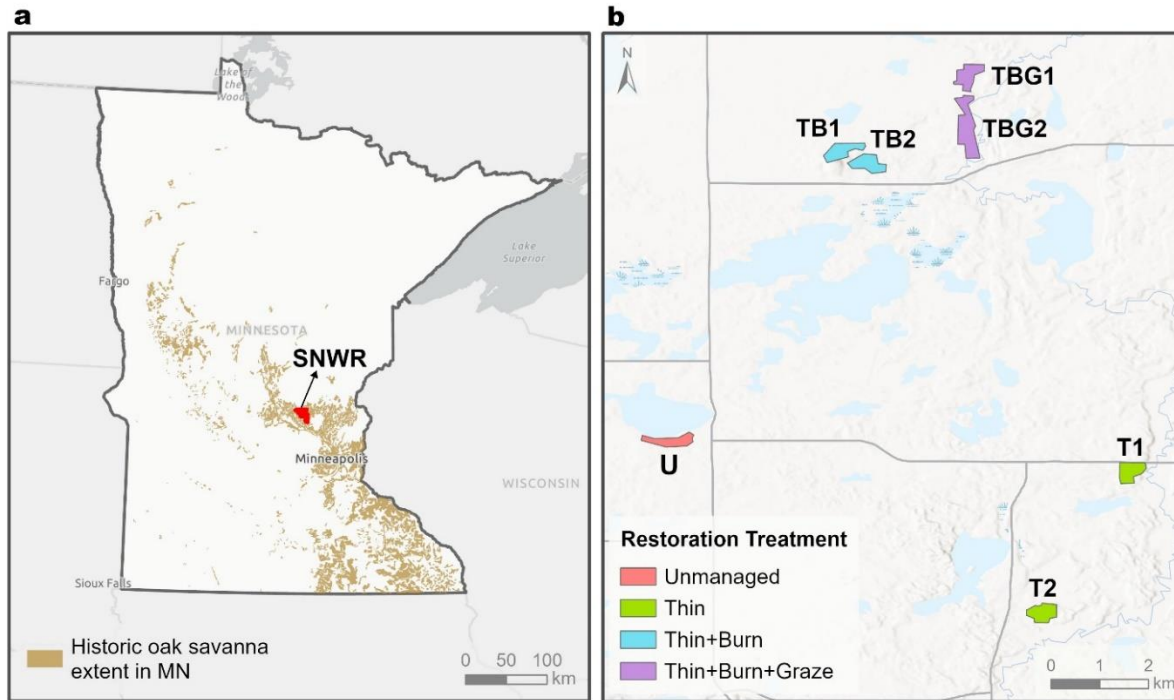 a
Lake of
the
Woods
Lake
Superior
Fargo
MINNESOTA
SNWR
Minneapolis
WISCONSIN
Sioux Falls
Historic oak savanna
extent in MN
0 50 100
km
b
N
TBG1
TBG2
TB1
TB2
U
T1
T2
Restoration Treatment
Unmanaged
Thin
Thin+Burn
Thin+Burn+Graze
0 1 2
km